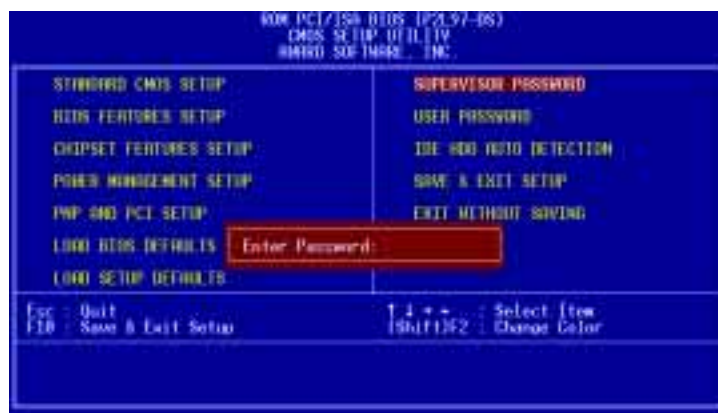 ROM PCI/ISA BIOS (P2L97-DS)
CMOS SETUP UTILITY
AWARD SOFTWARE, INC.
STANDARD CMOS SETUP
BIOS FEATURES SETUP
CHIPSET FEATURES SETUP
POWER MANAGEMENT SETUP
PNP AND PCI SETUP
LOAD BIOS DEFAULTS
LOAD SETUP DEFAULTS
SUPERVISOR PASSWORD
USER PASSWORD
IDE HDD AUTO DETECTION
SAVE & EXIT SETUP
EXIT WITHOUT SAVING
Enter Password:
Esc : Quit
F10 : Save & Exit Setup
↑ ↓ → ← : Select Item
(Shift)F2 : Change Color